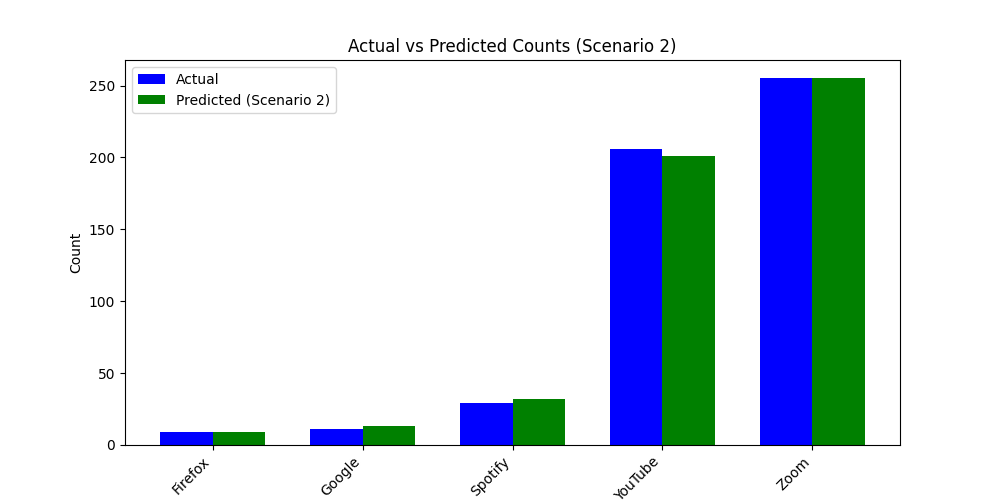 Actual vs Predicted Counts (Scenario 2)
Actual
Predicted (Scenario 2)
Count
250
200
150
100
50
0
Firefox
Google
Spotify
YouTube
Zoom